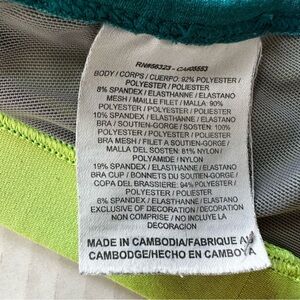 RN#56323 - CA#05553
BODY / CORPS / CUERPO: 92% POLYESTER /
POLYESTER / POLIESTER
8% SPANDEX / ELASTHANNE / ELASTANO
MESH / MAILLE FILET / MALLA: 90%
POLYESTER / POLYESTER / POLIESTER
10% SPANDEX / ELASTHANNE / ELASTANO
BRA / SOUTIEN-GORGE / SOSTEN: 100%
POLYESTER / POLYESTER / POLIESTER
BRA MESH / FILET A SOUTIEN-GORGE /
MALLA DEL SOSTEN: 81% NYLON /
POLYAMIDE / NYLON
19% SPANDEX / ELASTHANNE / ELASTANO
BRA CUP / BONNETS DU SUTIEN-GORGE /
COPA DEL BRASSIERE: 94% POLYESTER /
POLYESTER / POLIESTER
6% SPANDEX / ELASTHANNE / ELASTANO
EXCLUSIVE OF DECORATION / DECORATION
NON COMPRISE / NO INCLUYE LA
DECORACION
MADE IN CAMBODIA/FABRIQUE AU
CAMBODGE/HECHO EN CAMBOYA